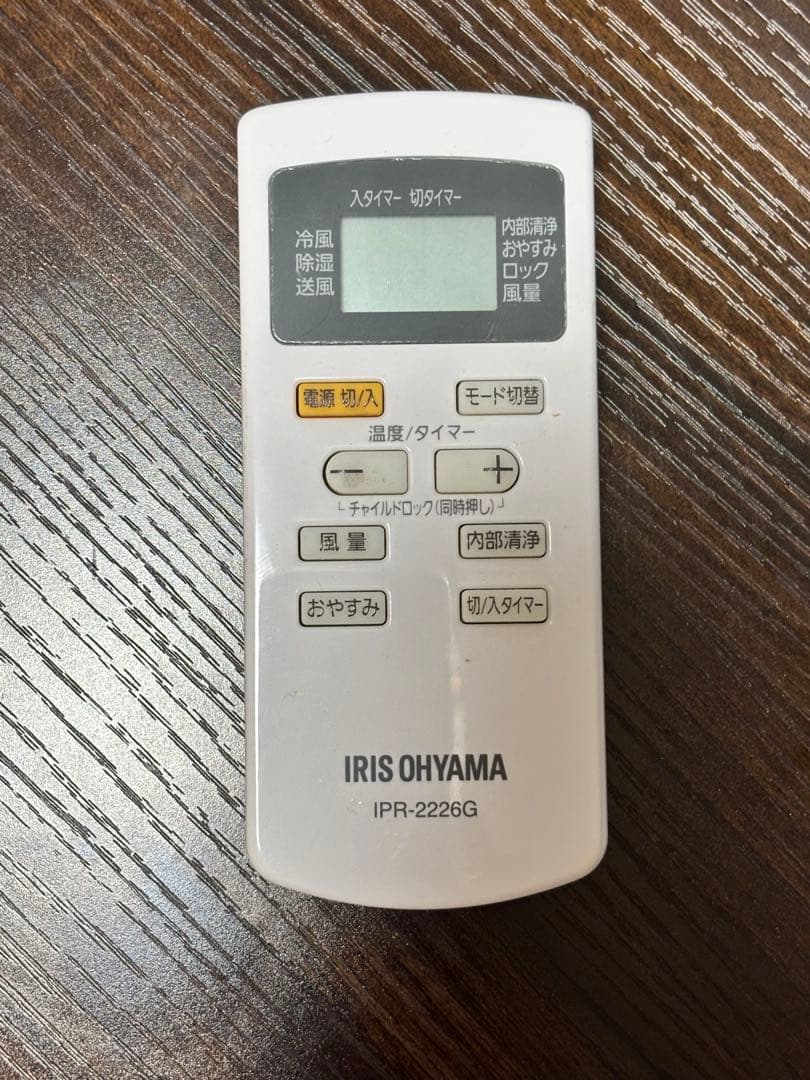 入タイマー 切タイマー
冷風
除湿
送風
内部清浄
おやすみ
ロック
風量
電源 切/入
モード切替
温度/タイマー
− +
└ チャイルドロック(同時押し) ┘
風量
内部清浄
おやすみ
切/入タイマー
IRIS OHYAMA
IPR-2226G